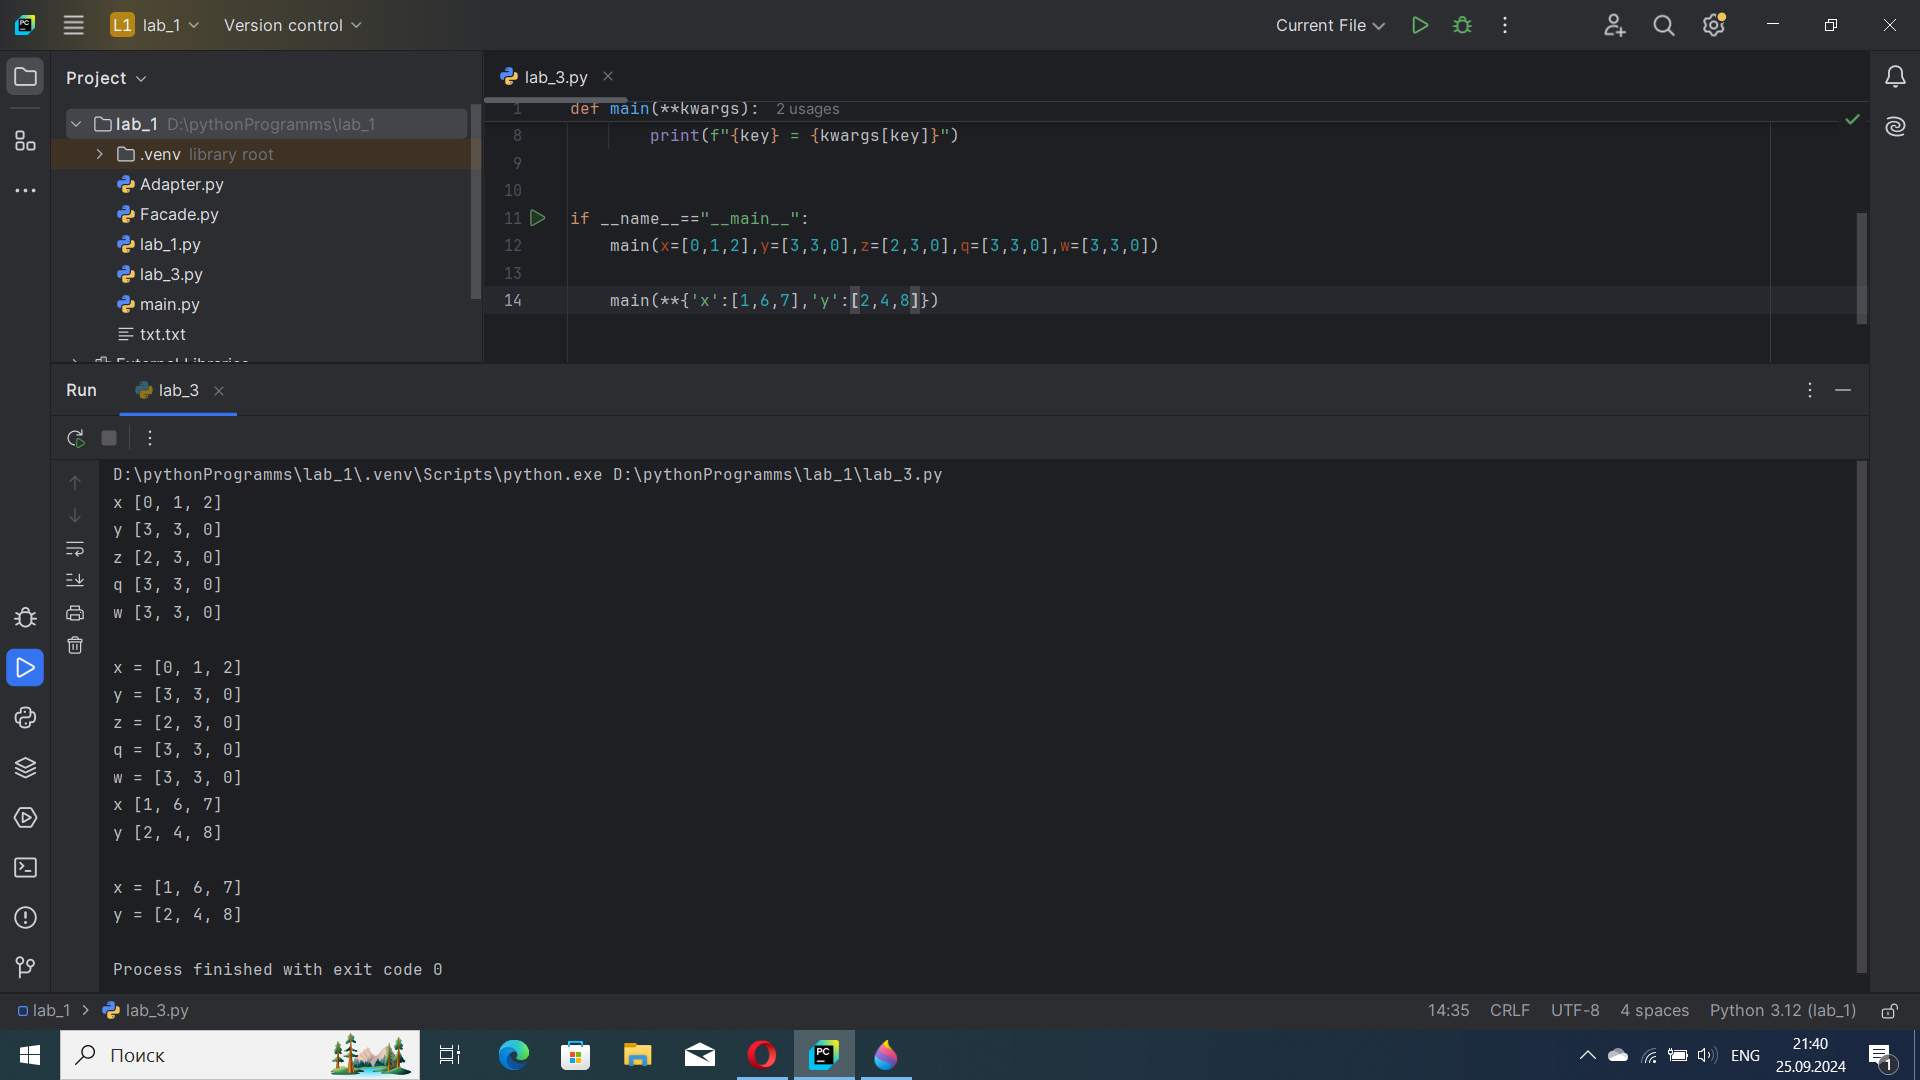 L1 lab_1 Version control Current File
Project
lab_3.py
lab_1 D:\pythonProgramms\lab_1
.venv library root
Adapter.py
Facade.py
lab_1.py
lab_3.py
main.py
txt.txt
External Libraries
1 def main(**kwargs): 2 usages
8 print(f"{key} = {kwargs[key]}")
9
10
11 if __name__=="__main__":
12 main(x=[0,1,2],y=[3,3,0],z=[2,3,0],q=[3,3,0],w=[3,3,0])
13
14 main(**{'x':[1,6,7],'y':[2,4,8]})
Run lab_3
D:\pythonProgramms\lab_1\.venv\Scripts\python.exe D:\pythonProgramms\lab_1\lab_3.py
x [0, 1, 2]
y [3, 3, 0]
z [2, 3, 0]
q [3, 3, 0]
w [3, 3, 0]
x = [0, 1, 2]
y = [3, 3, 0]
z = [2, 3, 0]
q = [3, 3, 0]
w = [3, 3, 0]
x [1, 6, 7]
y [2, 4, 8]
x = [1, 6, 7]
y = [2, 4, 8]
Process finished with exit code 0
lab_1 lab_3.py 14:35 CRLF UTF-8 4 spaces Python 3.12 (lab_1)
Поиск
PC
ENG
21:40
25.09.2024
1